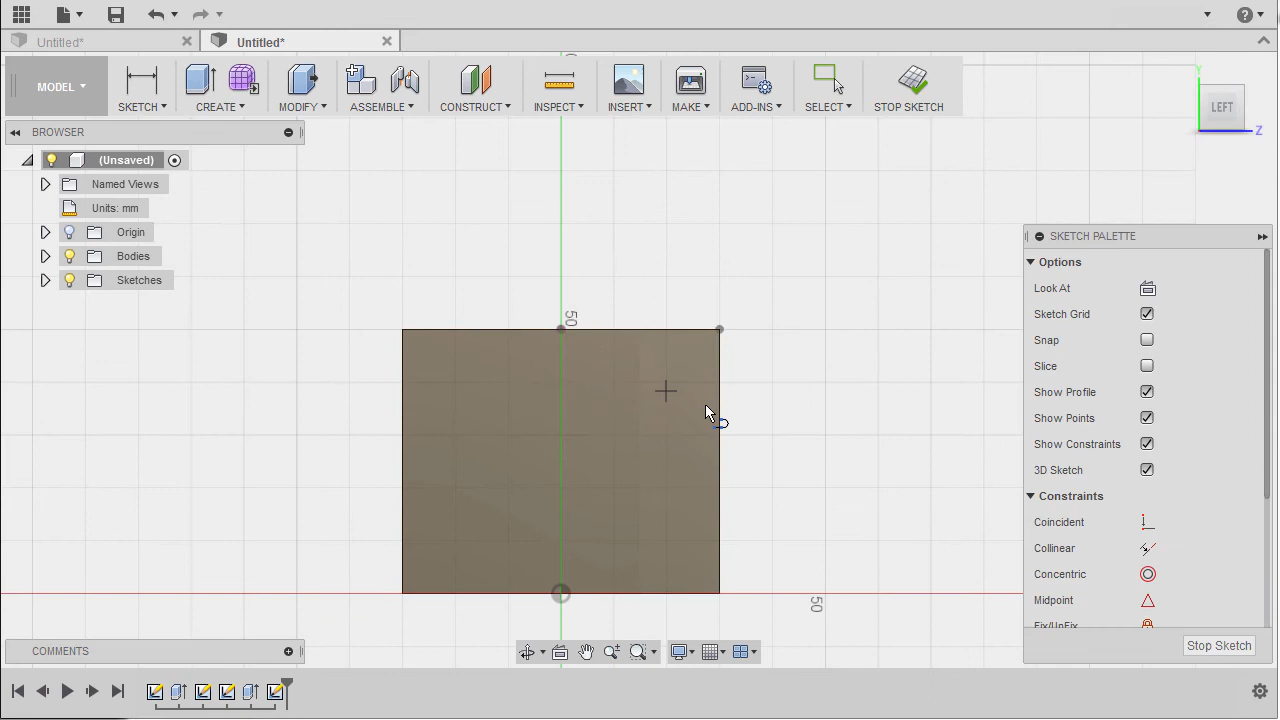 Untitled*
Untitled*
MODEL
SKETCH
CREATE
MODIFY
ASSEMBLE
CONSTRUCT
INSPECT
INSERT
MAKE
ADD-INS
SELECT
STOP SKETCH
Y
LEFT
Z
BROWSER
(Unsaved)
Named Views
Units: mm
Origin
Bodies
Sketches
50
50
SKETCH PALETTE
Options
Look At
Sketch Grid
Snap
Slice
Show Profile
Show Points
Show Constraints
3D Sketch
Constraints
Coincident
Collinear
Concentric
Midpoint
Fix/UnFix
Stop Sketch
COMMENTS